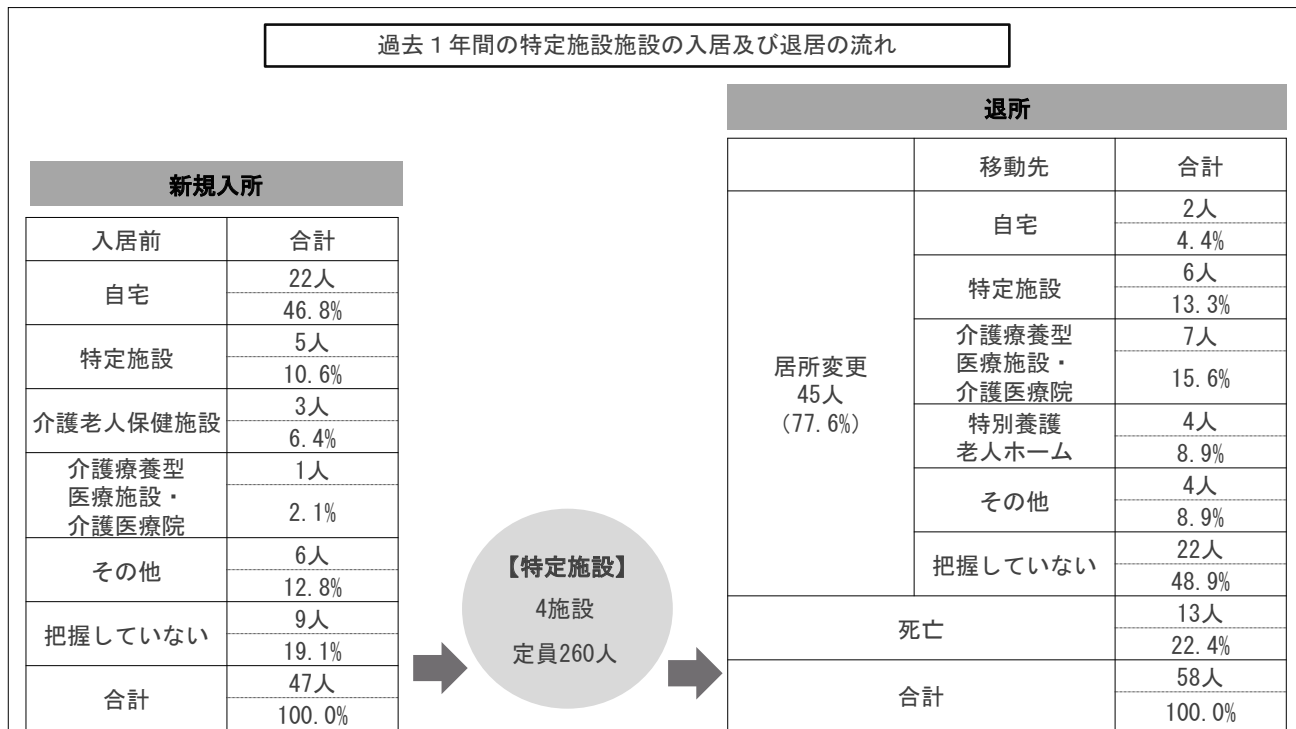 過去１年間の特定施設施設の入居及び退居の流れ
新規入所
入居前 合計
自宅 22人
46.8%
特定施設 5人
10.6%
介護老人保健施設 3人
6.4%
介護療養型
医療施設・
介護医療院
1人
2.1%
その他 6人
12.8%
把握していない 9人
19.1%
合計 47人
100.0%
【特定施設】
4施設
定員260人
退所
移動先 合計
居所変更
45人
（77.6%）
自宅 2人
4.4%
特定施設 6人
13.3%
介護療養型
医療施設・
介護医療院
7人
15.6%
特別養護
老人ホーム
4人
8.9%
その他 4人
8.9%
把握していない 22人
48.9%
死亡 13人
22.4%
合計 58人
100.0%